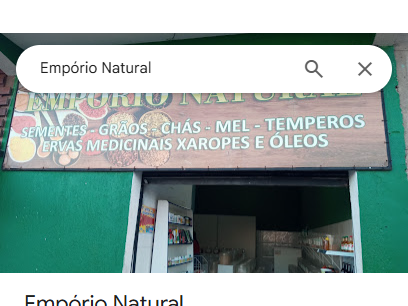 Empório Natural
EMPÓRIO NATURAL
SEMENTES - GRÃOS - CHÁS - MEL - TEMPEROS
ERVAS MEDICINAIS XAROPES E ÓLEOS
Empório Natural